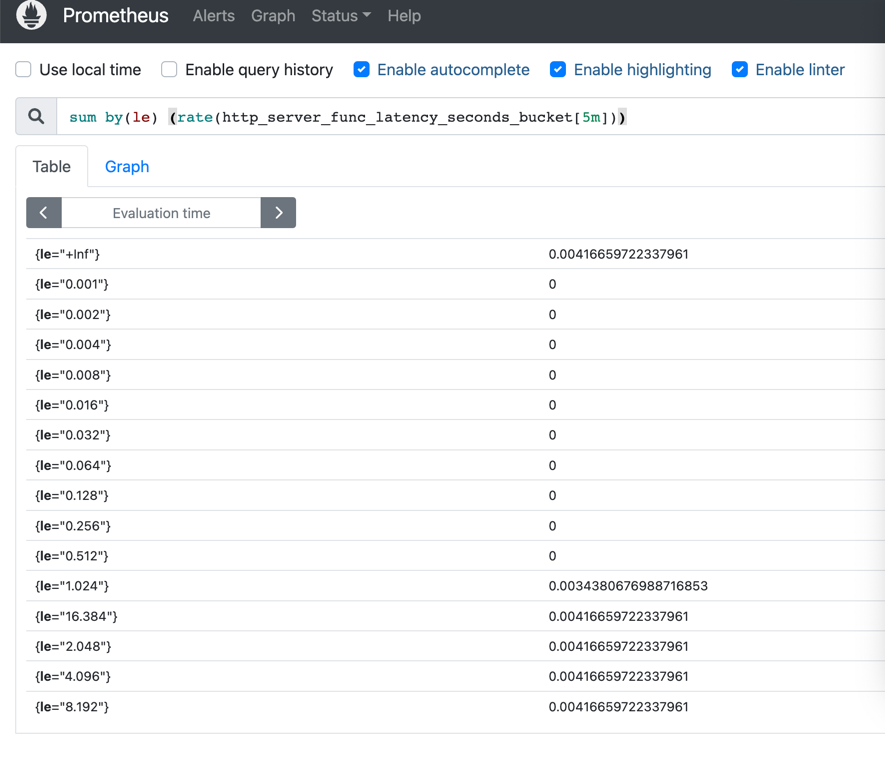 Prometheus Alerts Graph Status Help
Use local time Enable query history Enable autocomplete Enable highlighting Enable linter
sum by(le) (rate(http_server_func_latency_seconds_bucket[5m]))
Table Graph
Evaluation time
{le="+Inf"} 0.00416659722337961
{le="0.001"} 0
{le="0.002"} 0
{le="0.004"} 0
{le="0.008"} 0
{le="0.016"} 0
{le="0.032"} 0
{le="0.064"} 0
{le="0.128"} 0
{le="0.256"} 0
{le="0.512"} 0
{le="1.024"} 0.0034380676988716853
{le="16.384"} 0.00416659722337961
{le="2.048"} 0.00416659722337961
{le="4.096"} 0.00416659722337961
{le="8.192"} 0.00416659722337961